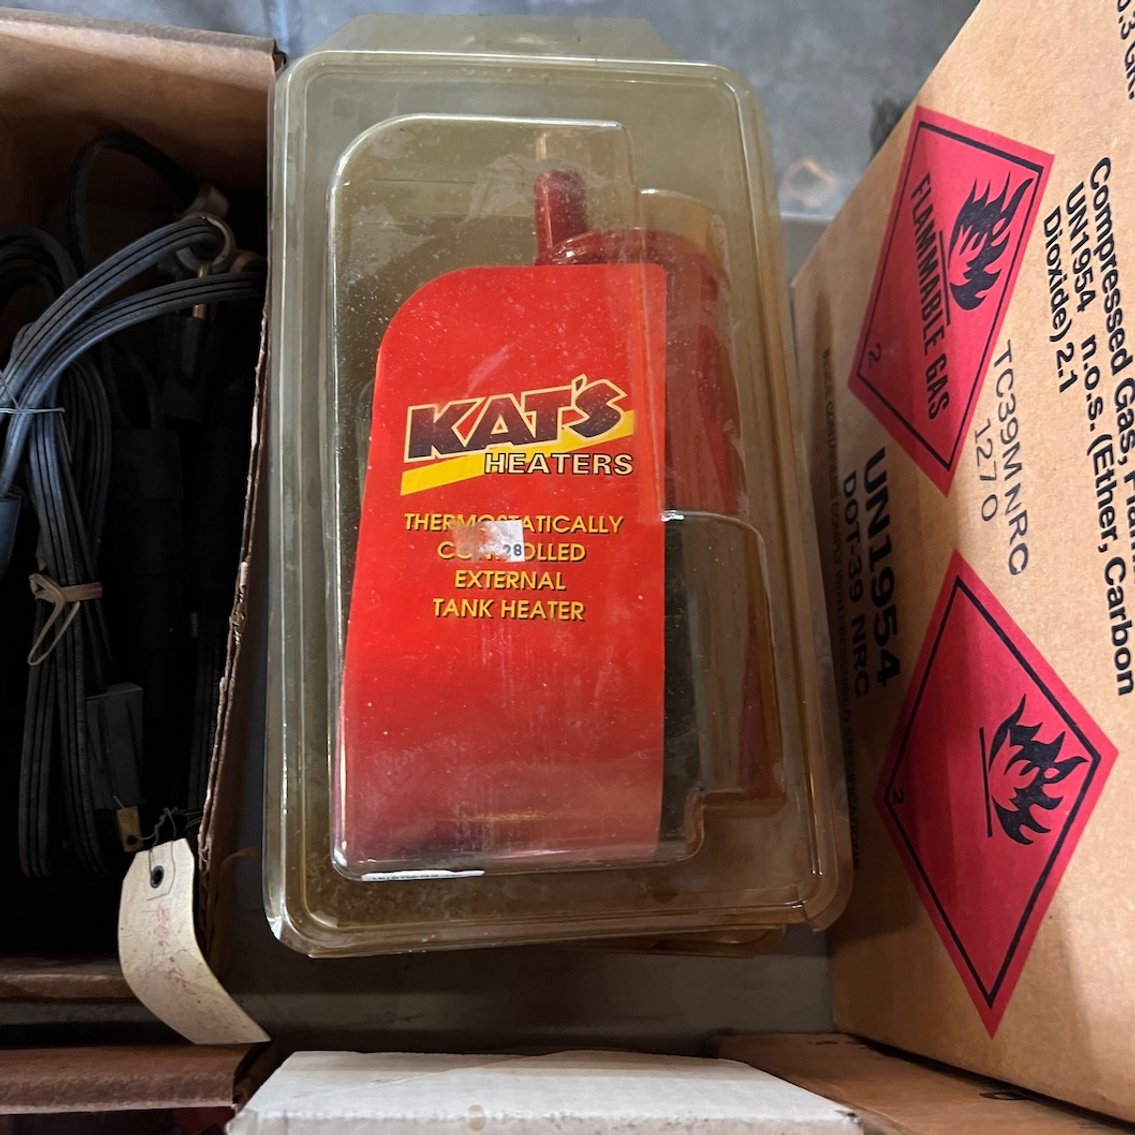 KAT'S
HEATERS
THERMOSTATICALLY
CONTROLLED
EXTERNAL
TANK HEATER
28
FLAMMABLE GAS
2
Compressed Gas,
UN1954 n.o.s. (Ether, Carbon
Dioxide) 2.1
TC39M NRC
1270
UN1954
DOT-39 NRC
2